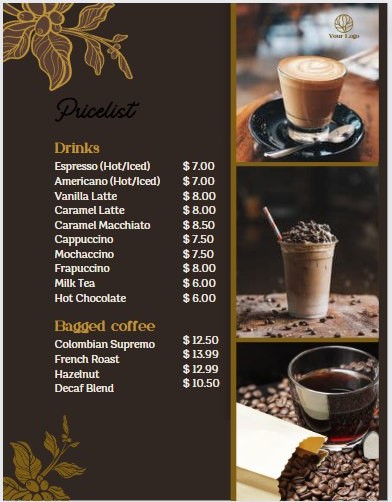 Your Logo
Pricelist
Drinks
Espresso (Hot/Iced) $ 7.00
Americano (Hot/Iced) $ 7.00
Vanilla Latte $ 8.00
Caramel Latte $ 8.00
Caramel Macchiato $ 8.50
Cappuccino $ 7.50
Mochaccino $ 7.50
Frapuccino $ 8.00
Milk Tea $ 6.00
Hot Chocolate $ 6.00
Bagged coffee
Colombian Supremo $ 12.50
French Roast $ 13.99
Hazelnut $ 12.99
Decaf Blend $ 10.50